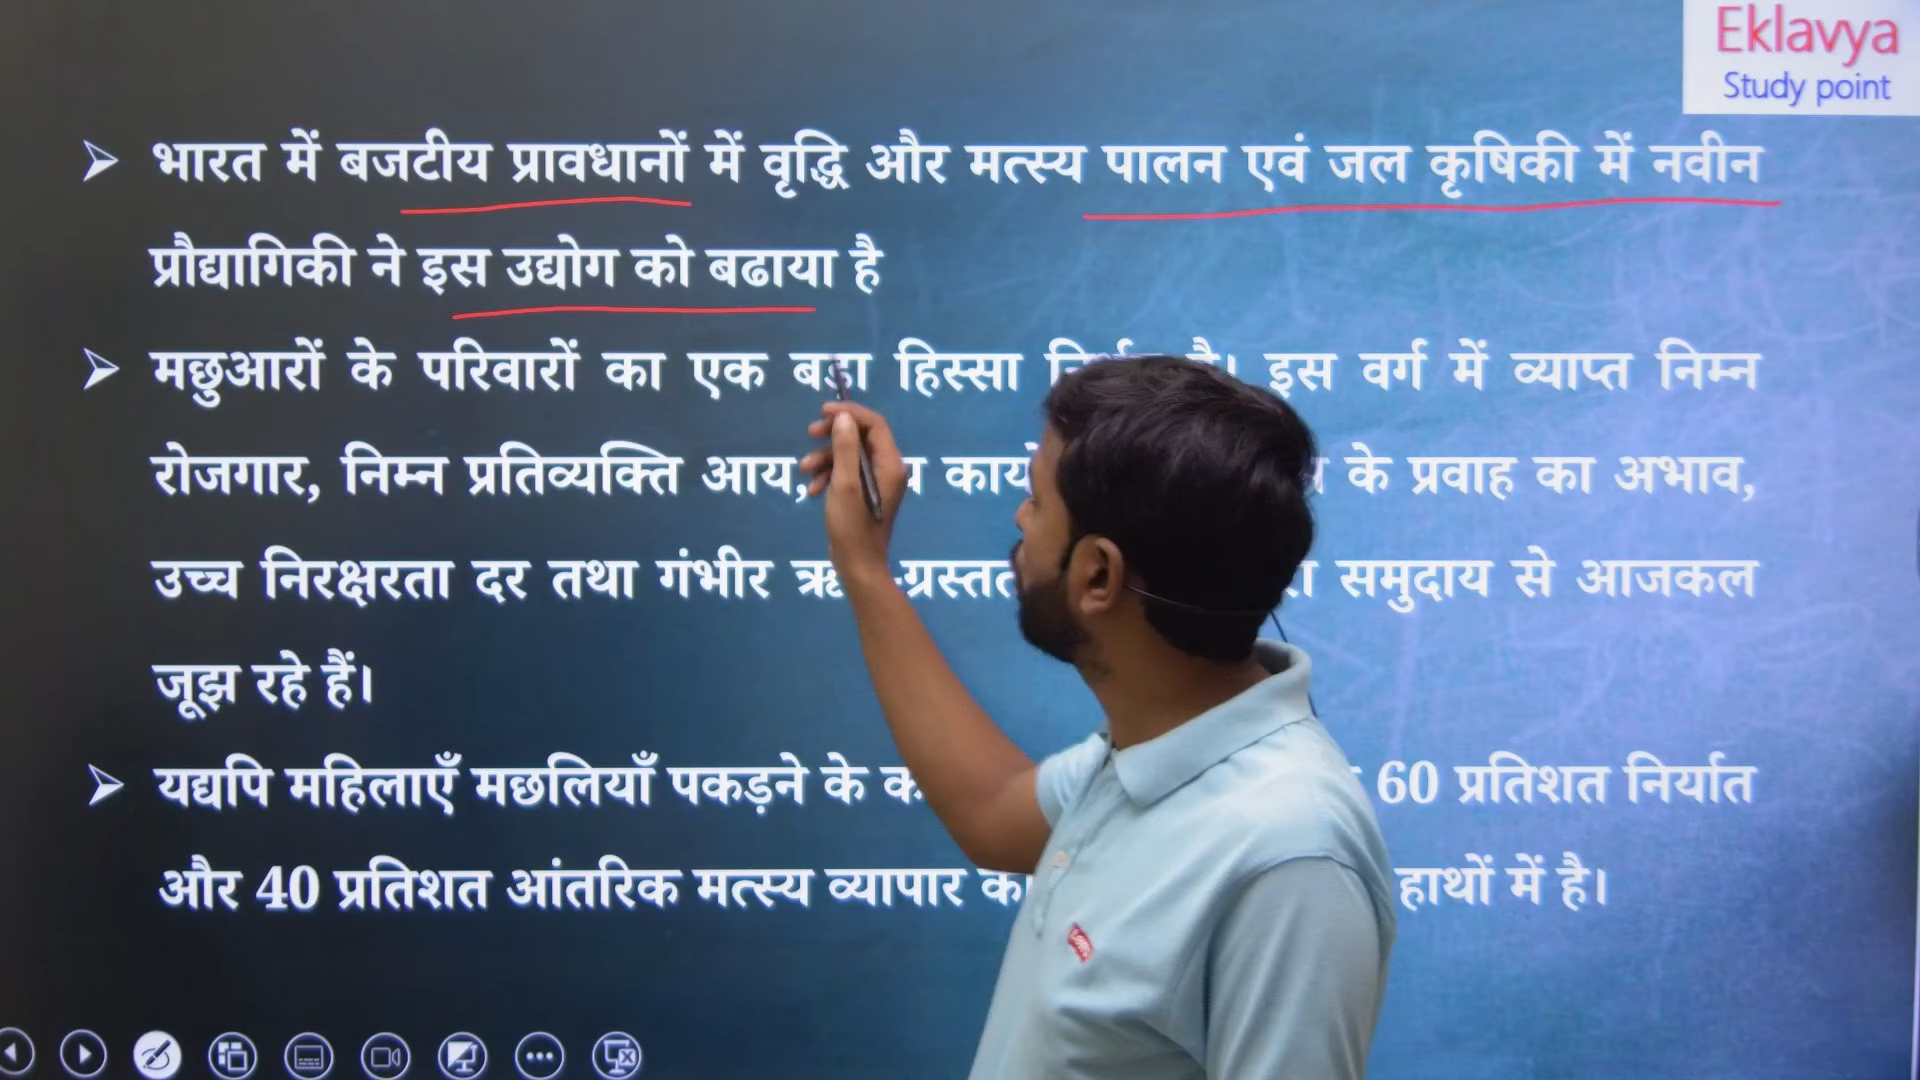 Eklavya
Study point
भारत में बजटीय प्रावधानों में वृद्धि और मत्स्य पालन एवं जल कृषिकी में नवीन
प्रौद्यागिकी ने इस उद्योग को बढाया है
मछुआरों के परिवारों का एक बड़ा हिस्सा है। इस वर्ग में व्याप्त निम्न
रोजगार, निम्न प्रतिव्यक्ति आय, के प्रवाह का अभाव,
उच्च निरक्षरता दर तथा गंभीर समुदाय से आजकल
जूझ रहे हैं।
यद्यपि महिलाएँ मछलियाँ पकड़ने के 60 प्रतिशत निर्यात
और 40 प्रतिशत आंतरिक मत्स्य व्यापार हाथों में है।